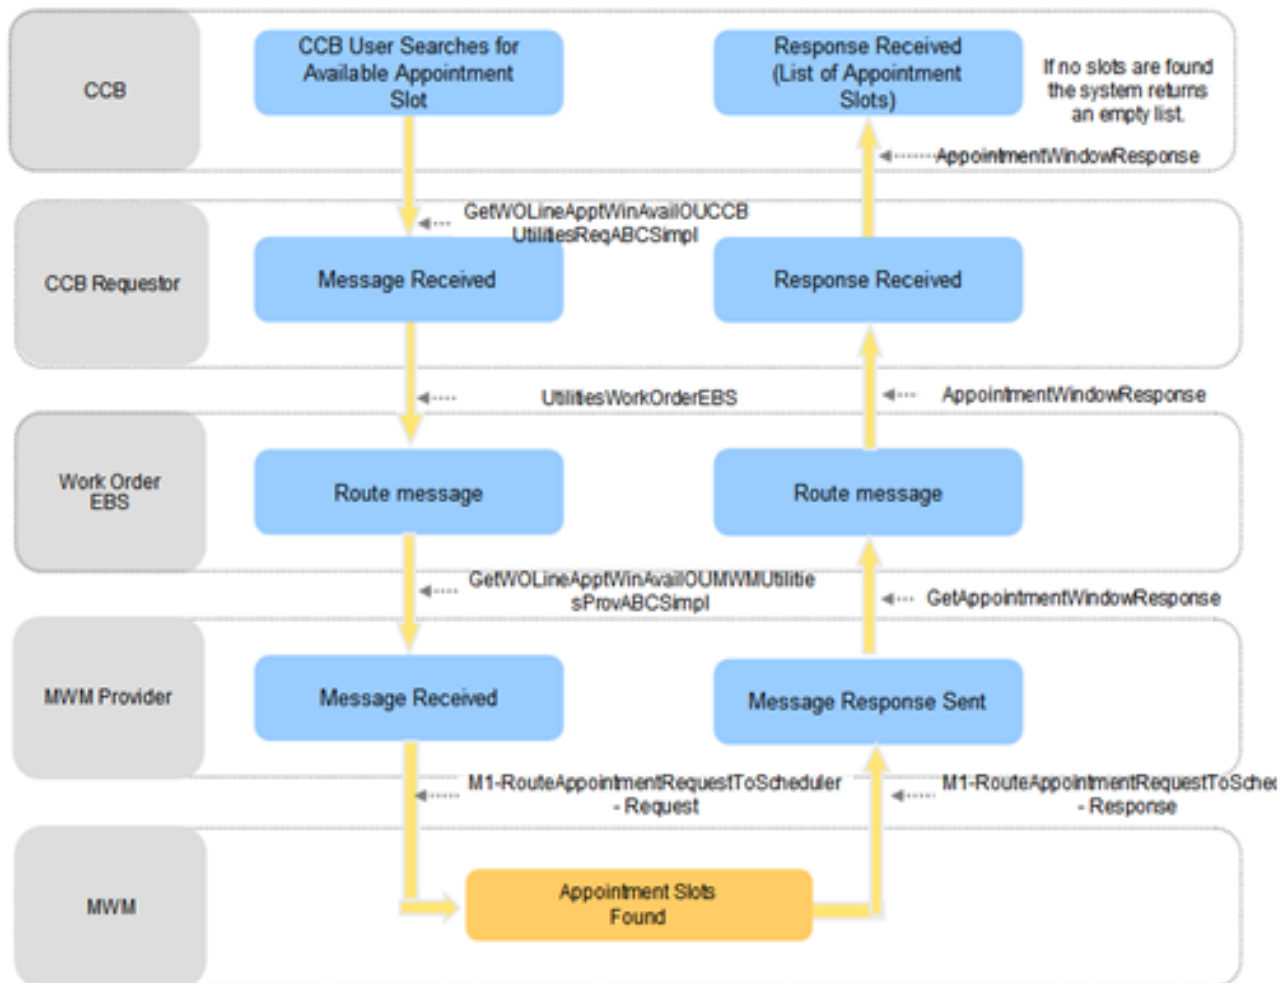 CCB
CCB User Searches for
Available Appointment
Slot
Response Received
(List of Appointment
Slots)
If no slots are found
the system returns
an empty list.
AppointmentWindowResponse
GetWOLineApptWinAvailOUCCB
UtilitiesReqABCSimpl
CCB Requestor
Message Received
Response Received
UtilitiesWorkOrderEBS
AppointmentWindowResponse
Work Order
EBS
Route message
Route message
GetWOLineApptWinAvailOUMWMUtilitie
sProvABCSimpl
GetAppointmentWindowResponse
MWM Provider
Message Received
Message Response Sent
M1-RouteAppointmentRequestToScheduler
- Request
M1-RouteAppointmentRequestToSched
- Response
MWM
Appointment Slots
Found